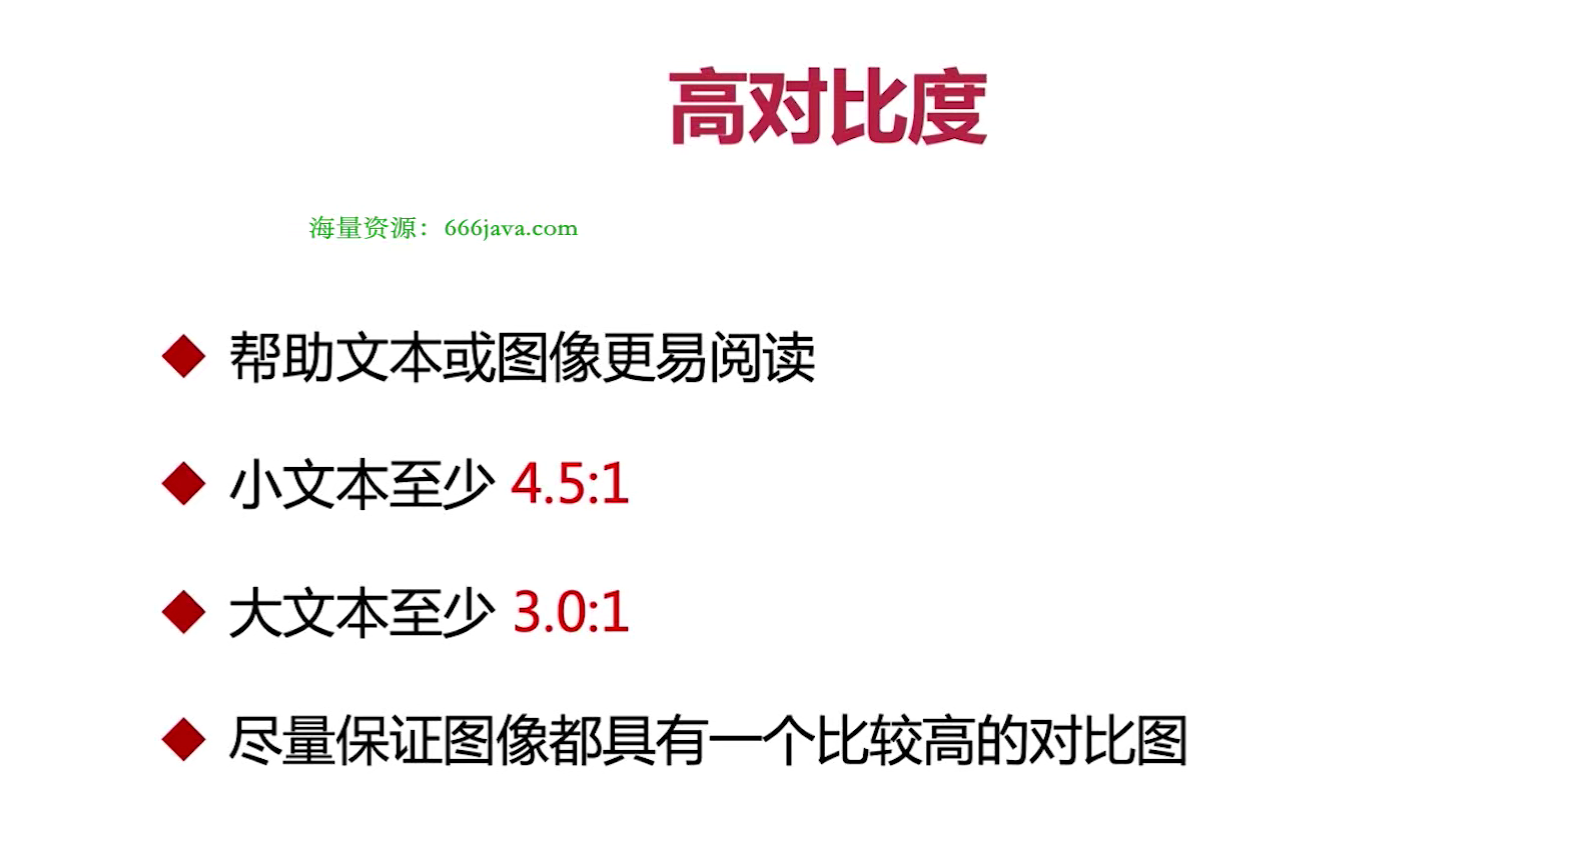 高对比度
海量资源：666java.com
帮助文本或图像更易阅读
小文本至少 4.5:1
大文本至少 3.0:1
尽量保证图像都具有一个比较高的对比图